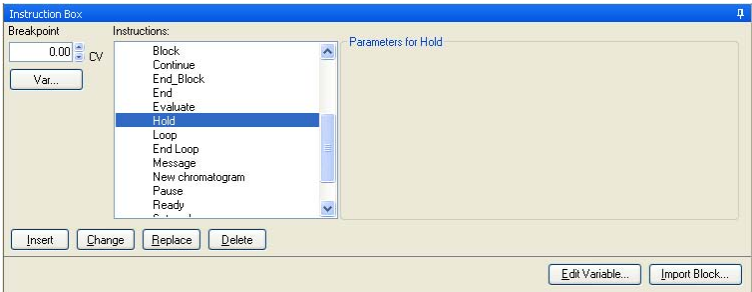 Instruction Box
Breakpoint
Instructions:
0.00
CV
Var...
Block
Continue
End_Block
End
Evaluate
Hold
Loop
End Loop
Message
New chromatogram
Pause
Ready
Parameters for Hold
Insert
Change
Replace
Delete
Edit Variable...
Import Block...